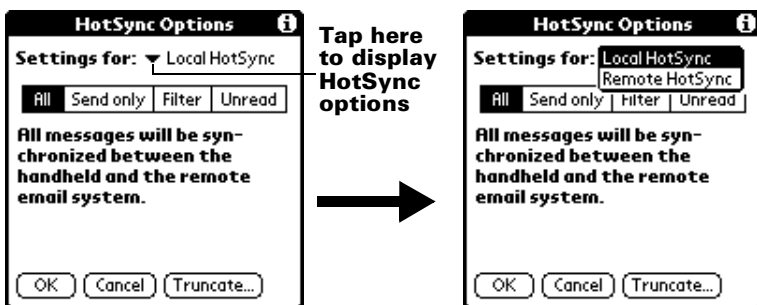 HotSync Options
Settings for: Local HotSync
All Send only Filter Unread
All messages will be syn-
chronized between the
handheld and the remote
email system.
OK Cancel Truncate...
Tap here
to display
HotSync
options
HotSync Options
Settings for: Local HotSync
Remote HotSync
All Send only Filter Unread
All messages will be syn-
chronized between the
handheld and the remote
email system.
OK Cancel Truncate...